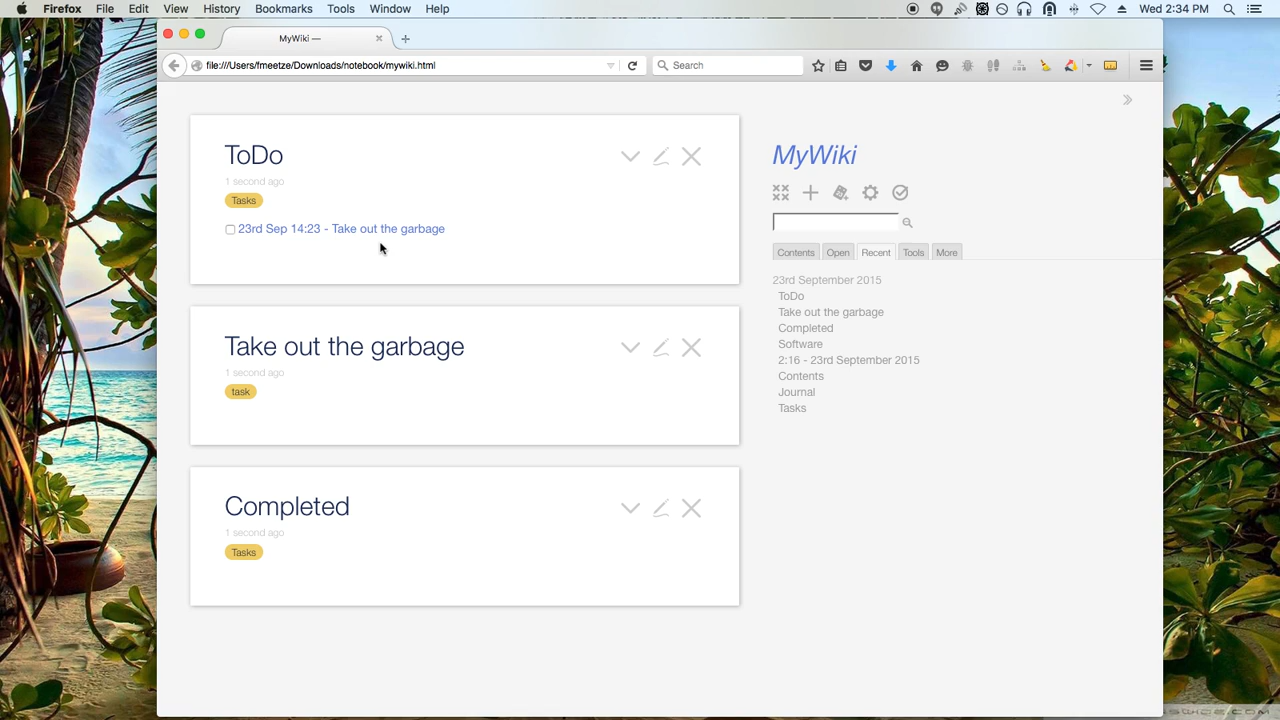 Firefox File Edit View History Bookmarks Tools Window Help Wed 2:34 PM
MyWiki —
file:///Users/fmeetze/Downloads/notebook/mywiki.html Search
ToDo
1 second ago
Tasks
23rd Sep 14:23 - Take out the garbage
Take out the garbage
1 second ago
task
Completed
1 second ago
Tasks
MyWiki
Contents Open Recent Tools More
23rd September 2015
ToDo
Take out the garbage
Completed
Software
2:16 - 23rd September 2015
Contents
Journal
Tasks